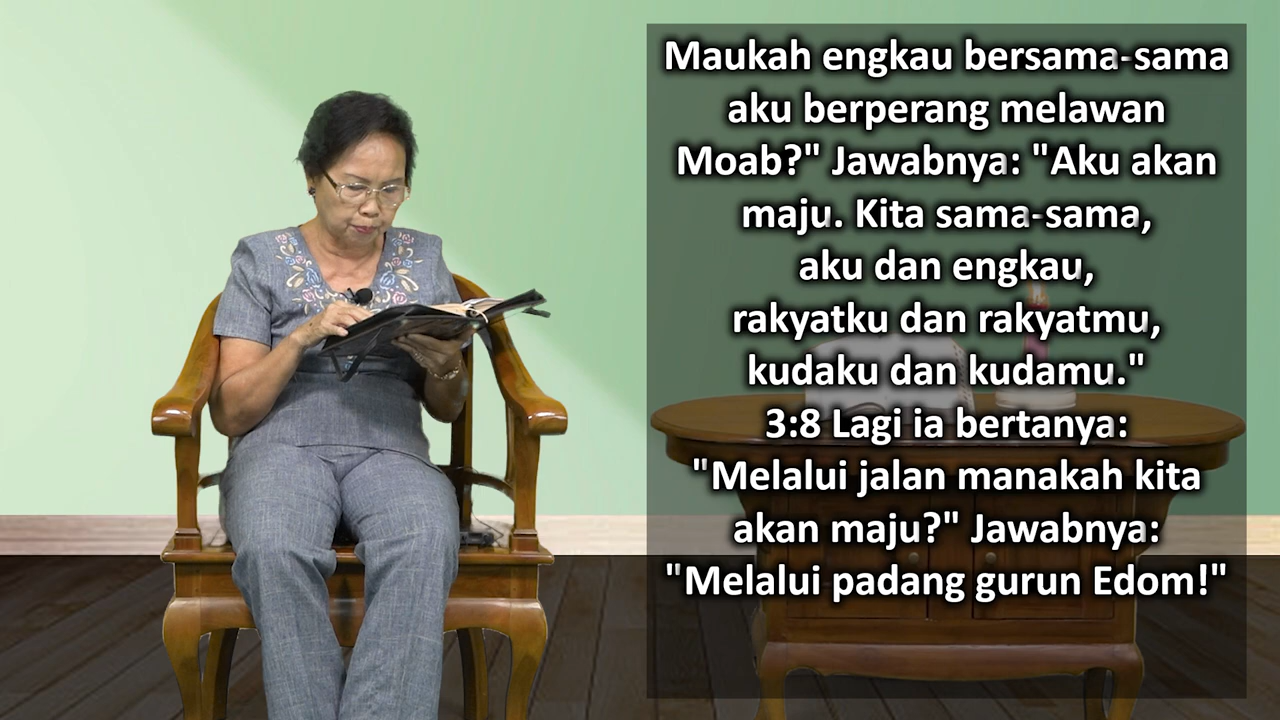 Maukah engkau bersama-sama
aku berperang melawan
Moab?" Jawabnya: "Aku akan
maju. Kita sama-sama,
aku dan engkau,
rakyatku dan rakyatmu,
kudaku dan kudamu."
3:8 Lagi ia bertanya:
"Melalui jalan manakah kita
akan maju?" Jawabnya:
"Melalui padang gurun Edom!"